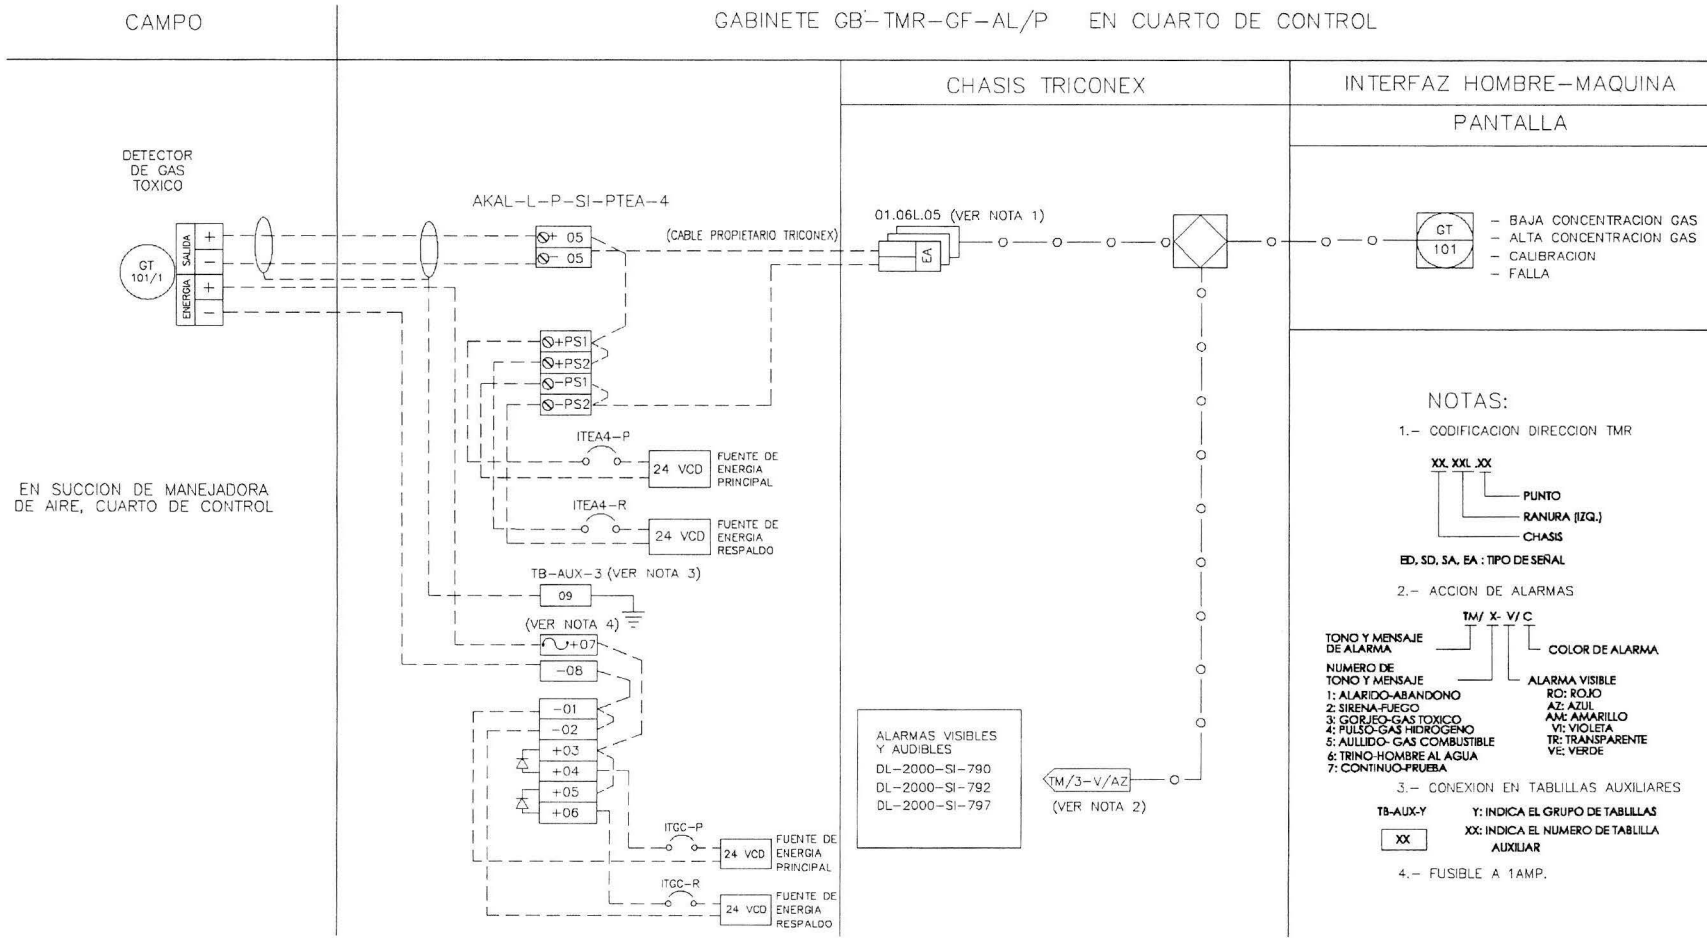 CAMPO
GABINETE GB-TMR-GF-AL/P EN CUARTO DE CONTROL
CHASIS TRICONEX
INTERFAZ HOMBRE-MAQUINA
PANTALLA
DETECTOR
DE GAS
TOXICO
GT
101/1
SALIDA
+
-
ENERGIA
+
-
EN SUCCION DE MANEJADORA
DE AIRE, CUARTO DE CONTROL
AKAL-L-P-SI-PTEA-4
+ 05
- 05
(CABLE PROPIETARIO TRICONEX)
+PS1
+PS2
-PS1
-PS2
ITEA4-P
24 VCD
FUENTE DE
ENERGIA
PRINCIPAL
ITEA4-R
24 VCD
FUENTE DE
ENERGIA
RESPALDO
TB-AUX-3 (VER NOTA 3)
09
(VER NOTA 4)
+07
-08
-01
-02
+03
+04
+05
+06
ITGC-P
24 VCD
FUENTE DE
ENERGIA
PRINCIPAL
ITGC-R
24 VCD
FUENTE DE
ENERGIA
RESPALDO
01.06L.05 (VER NOTA 1)
EA
ALARMAS VISIBLES
Y AUDIBLES
DL-2000-SI-790
DL-2000-SI-792
DL-2000-SI-797
TM/3-V/AZ
(VER NOTA 2)
GT
101
- BAJA CONCENTRACION GAS
- ALTA CONCENTRACION GAS
- CALIBRACION
- FALLA
NOTAS:
1.- CODIFICACION DIRECCION TMR
XX. XXL .XX
PUNTO
RANURA (IZQ.)
CHASIS
ED, SD, SA, EA : TIPO DE SEÑAL
2.- ACCION DE ALARMAS
TM/ X- V/ C
TONO Y MENSAJE
DE ALARMA
COLOR DE ALARMA
NUMERO DE
TONO Y MENSAJE
ALARMA VISIBLE
1: ALARIDO-ABANDONO
2: SIRENA-FUEGO
3: GORJEO-GAS TOXICO
4: PULSO-GAS HIDROGENO
5: AULLIDO- GAS COMBUSTIBLE
6: TRINO-HOMBRE AL AGUA
7: CONTINUO-PRUEBA
RO: ROJO
AZ: AZUL
AM: AMARILLO
VI: VIOLETA
TR: TRANSPARENTE
VE: VERDE
3.- CONEXION EN TABLILLAS AUXILIARES
TB-AUX-Y
Y: INDICA EL GRUPO DE TABLILLAS
XX
XX: INDICA EL NUMERO DE TABLILLA
AUXILIAR
4.- FUSIBLE A 1AMP.